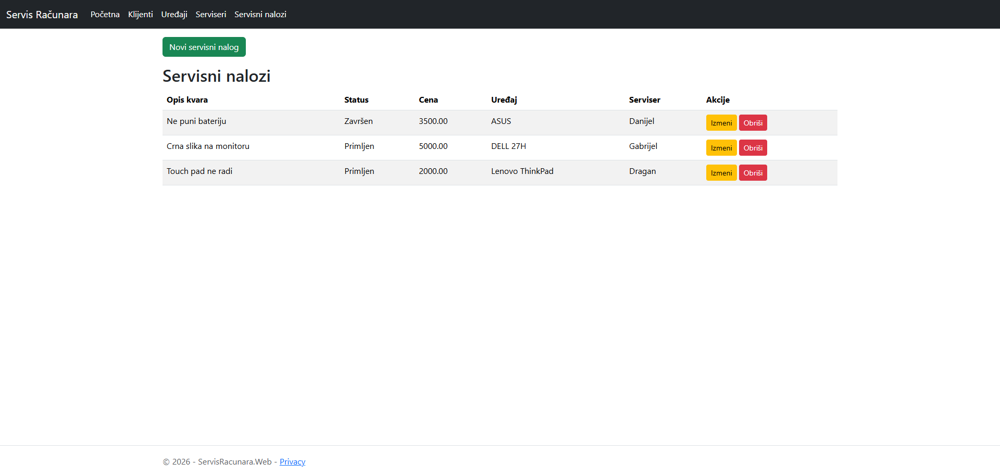 Servis Računara Početna Klijenti Uređaji Serviseri Servisni nalozi
Novi servisni nalog
Servisni nalozi
Opis kvara Status Cena Uređaj Serviser Akcije
Ne puni bateriju Završen 3500.00 ASUS Danijel Izmeni Obriši
Crna slika na monitoru Primljen 5000.00 DELL 27H Gabrijel Izmeni Obriši
Touch pad ne radi Primljen 2000.00 Lenovo ThinkPad Dragan Izmeni Obriši
© 2026 - ServisRacunara.Web - Privacy